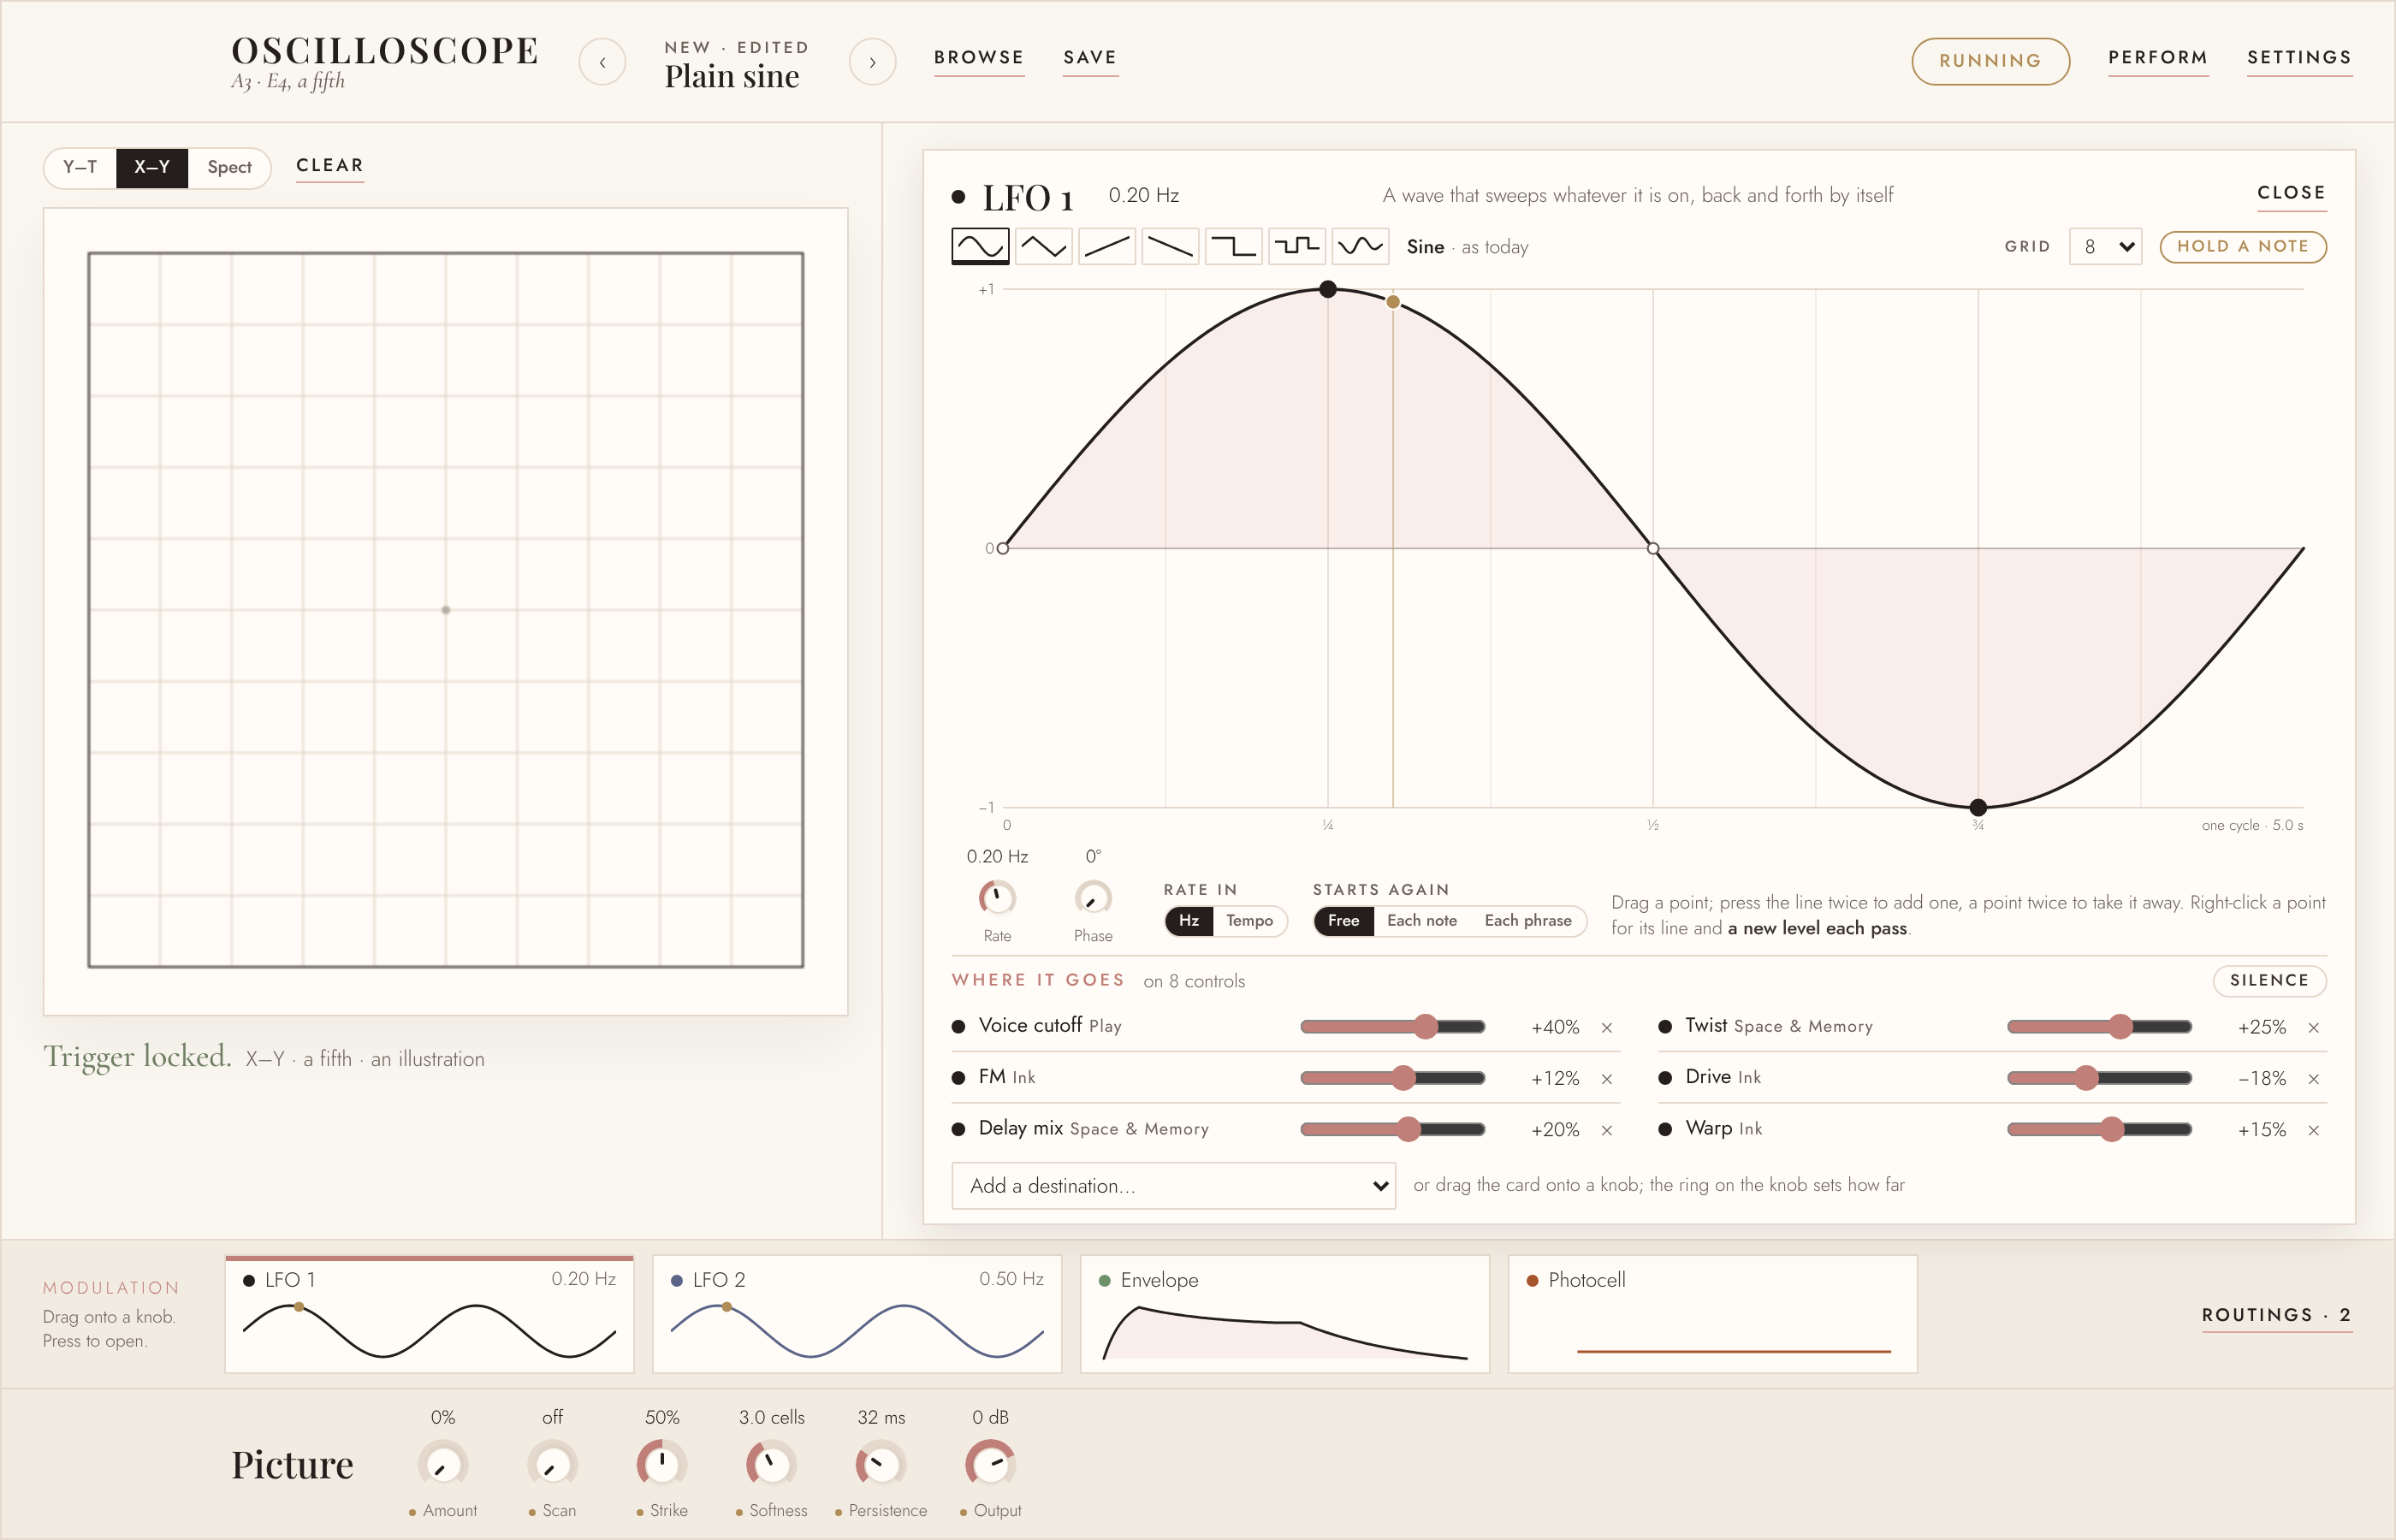 OSCILLOSCOPE
A3 · E4, a fifth
‹
NEW · EDITED
Plain sine
›
BROWSE
SAVE
RUNNING
PERFORM
SETTINGS
Y–T
X–Y
Spect
CLEAR
Trigger locked. X–Y · a fifth · an illustration
LFO 1
0.20 Hz
A wave that sweeps whatever it is on, back and forth by itself
CLOSE
Sine · as today
GRID
8
HOLD A NOTE
+1
0
−1
0
¼
½
¾
one cycle · 5.0 s
0.20 Hz
Rate
0°
Phase
RATE IN
Hz
Tempo
STARTS AGAIN
Free
Each note
Each phrase
Drag a point; press the line twice to add one, a point twice to take it away. Right-click a point
for its line and a new level each pass.
WHERE IT GOES
on 8 controls
SILENCE
Voice cutoff Play
+40%
×
Twist Space & Memory
+25%
×
FM Ink
+12%
×
Drive Ink
−18%
×
Delay mix Space & Memory
+20%
×
Warp Ink
+15%
×
Add a destination…
or drag the card onto a knob; the ring on the knob sets how far
MODULATION
Drag onto a knob.
Press to open.
LFO 1
0.20 Hz
LFO 2
0.50 Hz
Envelope
Photocell
ROUTINGS · 2
Picture
0%
Amount
off
Scan
50%
Strike
3.0 cells
Softness
32 ms
Persistence
0 dB
Output